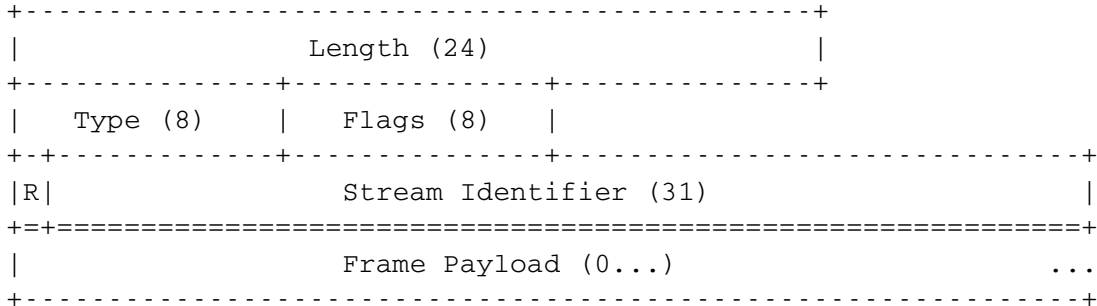 +-----------------------------------------------+
|                 Length (24)                   |
+---------------+---------------+---------------+
|   Type (8)    |   Flags (8)   |
+-+-------------+---------------+-------------------------------+
|R|                 Stream Identifier (31)                      |
+=+=============================================================+
|                   Frame Payload (0...)                      ...
+---------------------------------------------------------------+